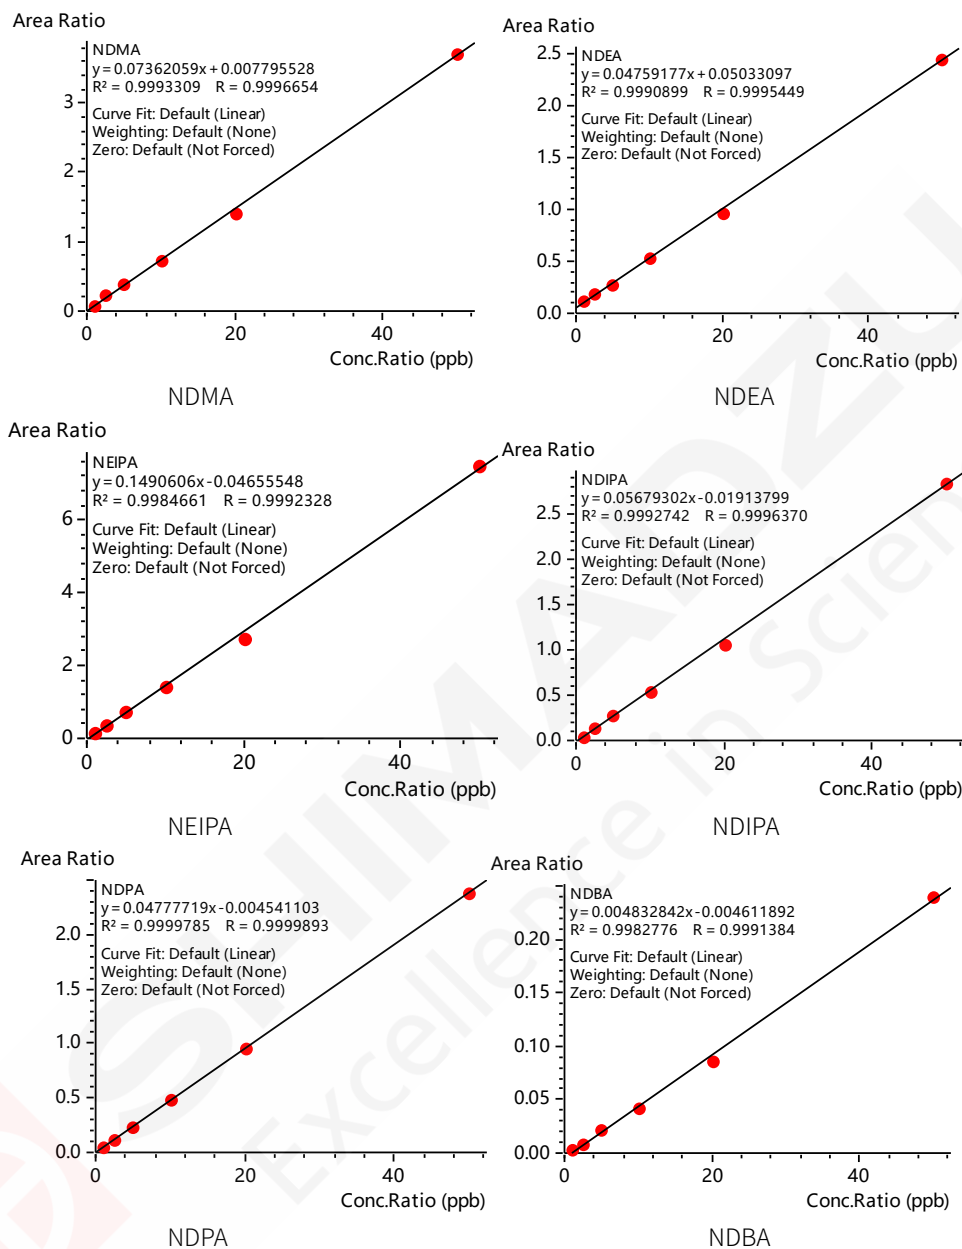 Area Ratio
NDMA
y = 0.07362059x + 0.007795528
R² = 0.9993309 R = 0.9996654
Curve Fit: Default (Linear)
Weighting: Default (None)
Zero: Default (Not Forced)
3
2
1
0
0
20
40
Conc.Ratio (ppb)
NDMA
Area Ratio
NDEA
y = 0.04759177x + 0.05033097
R² = 0.9990899 R = 0.9995449
Curve Fit: Default (Linear)
Weighting: Default (None)
Zero: Default (Not Forced)
2.5
2.0
1.5
1.0
0.5
0.0
0
20
40
Conc.Ratio (ppb)
NDEA
Area Ratio
NEIPA
y = 0.1490606x - 0.04655548
R² = 0.9984661 R = 0.9992328
Curve Fit: Default (Linear)
Weighting: Default (None)
Zero: Default (Not Forced)
6
4
2
0
0
20
40
Conc.Ratio (ppb)
NEIPA
Area Ratio
NDIPA
y = 0.05679302x - 0.01913799
R² = 0.9992742 R = 0.9996370
Curve Fit: Default (Linear)
Weighting: Default (None)
Zero: Default (Not Forced)
2.5
2.0
1.5
1.0
0.5
0.0
0
20
40
Conc.Ratio (ppb)
NDIPA
Area Ratio
NDPA
y = 0.04777719x - 0.004541103
R² = 0.9999785 R = 0.9999893
Curve Fit: Default (Linear)
Weighting: Default (None)
Zero: Default (Not Forced)
2.0
1.5
1.0
0.5
0.0
0
20
40
Conc.Ratio (ppb)
NDPA
Area Ratio
NDBA
y = 0.004832842x - 0.004611892
R² = 0.9982776 R = 0.9991384
Curve Fit: Default (Linear)
Weighting: Default (None)
Zero: Default (Not Forced)
0.20
0.15
0.10
0.05
0.00
0
20
40
Conc.Ratio (ppb)
NDBA
SHIMADZU
Excellence in Scien